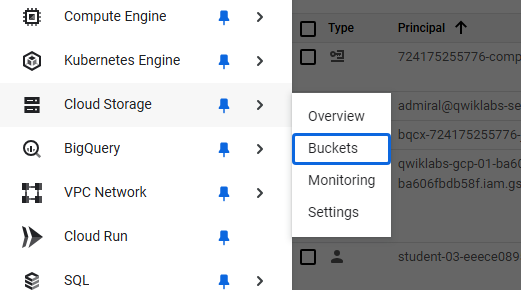 Compute Engine
Kubernetes Engine
Cloud Storage
BigQuery
VPC Network
Cloud Run
SQL
Overview
Buckets
Monitoring
Settings
Type Principal
724175255776-comp
admiral@qwiklabs-se
bqcx-724175255776-
qwiklabs-gcp-01-ba60
ba606fbdb58f.iam.gs
student-03-eeece089